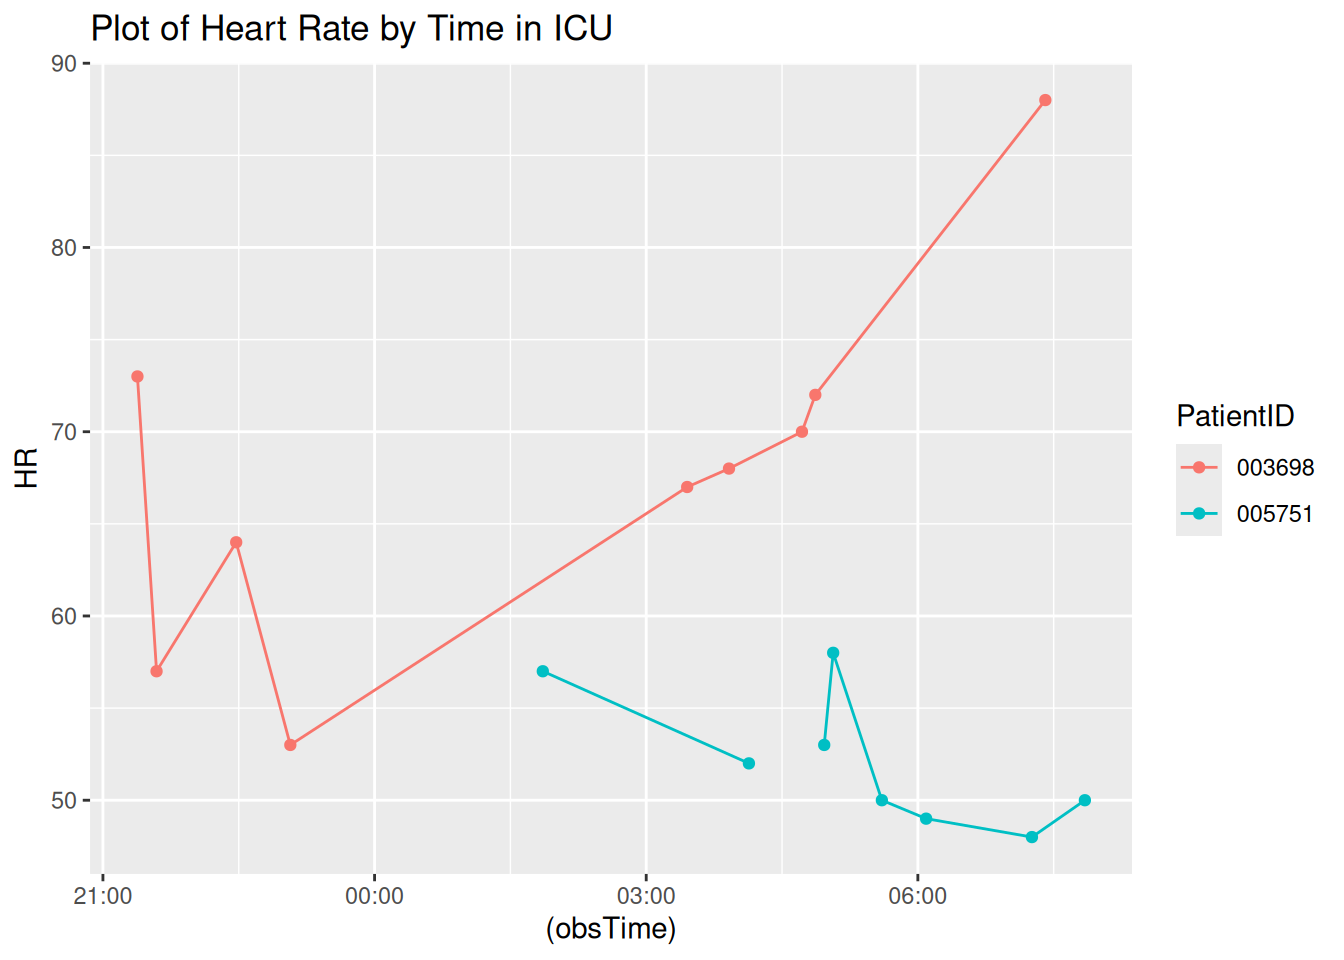 Plot of Heart Rate by Time in ICU
90
80
70
60
50
HR
21:00 00:00 03:00 06:00
(obsTime)
PatientID
003698
005751